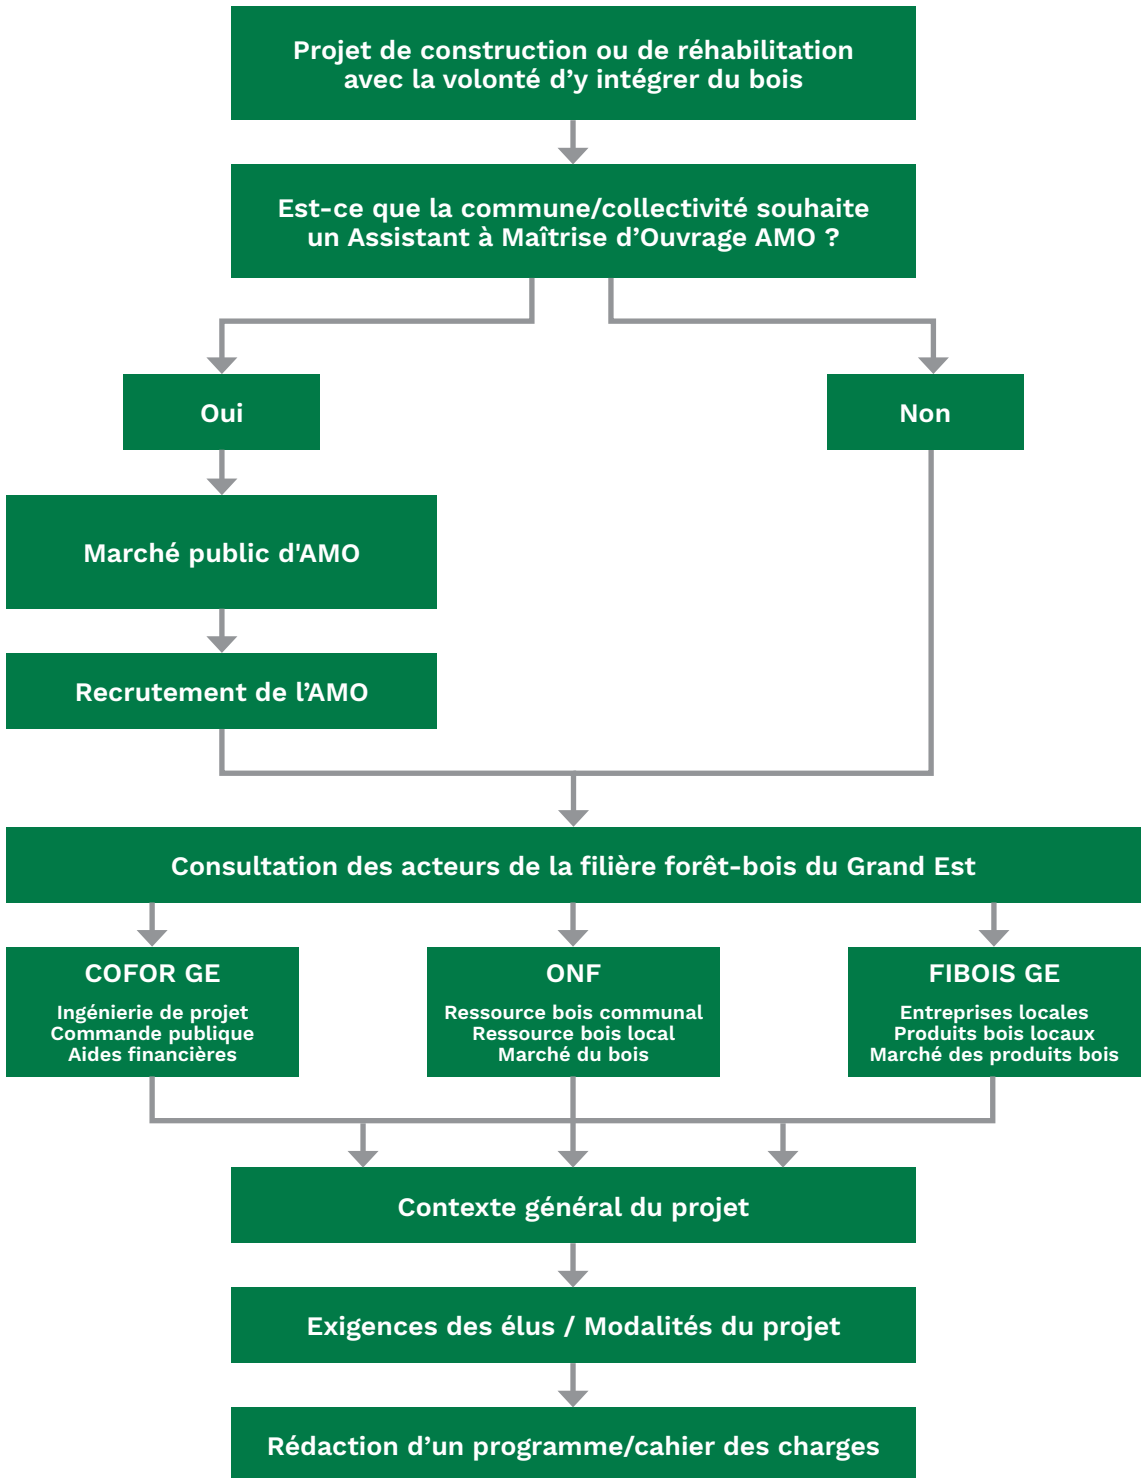 Projet de construction ou de réhabilitation
avec la volonté d’y intégrer du bois
Est-ce que la commune/collectivité souhaite
un Assistant à Maîtrise d’Ouvrage AMO ?
Oui
Non
Marché public d'AMO
Recrutement de l’AMO
Consultation des acteurs de la filière forêt-bois du Grand Est
COFOR GE
Ingénierie de projet
Commande publique
Aides financières
ONF
Ressource bois communal
Ressource bois local
Marché du bois
FIBOIS GE
Entreprises locales
Produits bois locaux
Marché des produits bois
Contexte général du projet
Exigences des élus / Modalités du projet
Rédaction d’un programme/cahier des charges